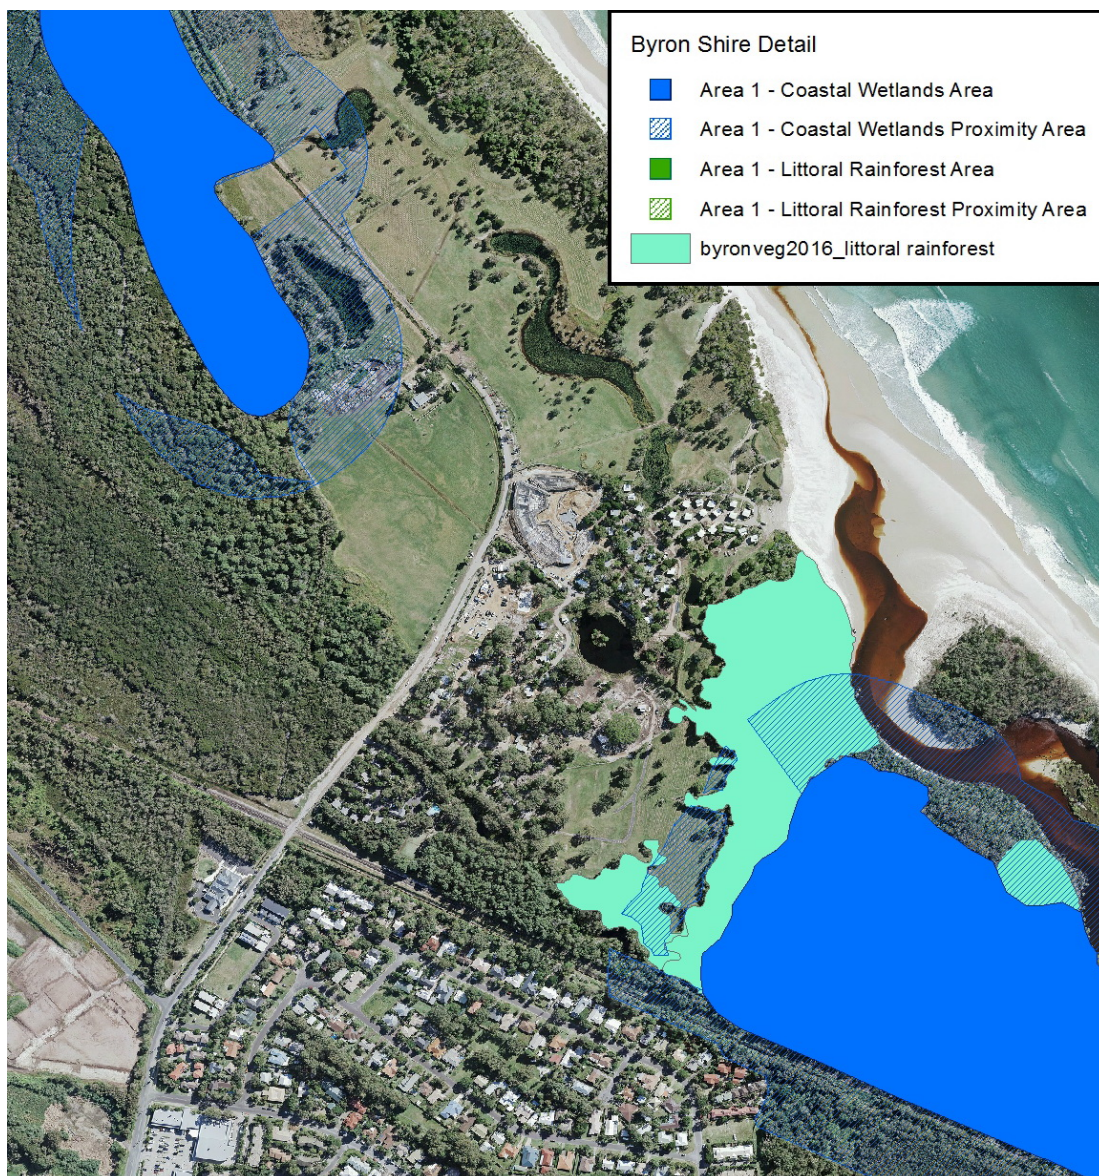 Byron Shire Detail
Area 1 - Coastal Wetlands Area
Area 1 - Coastal Wetlands Proximity Area
Area 1 - Littoral Rainforest Area
Area 1 - Littoral Rainforest Proximity Area
byronveg2016_littoral rainforest